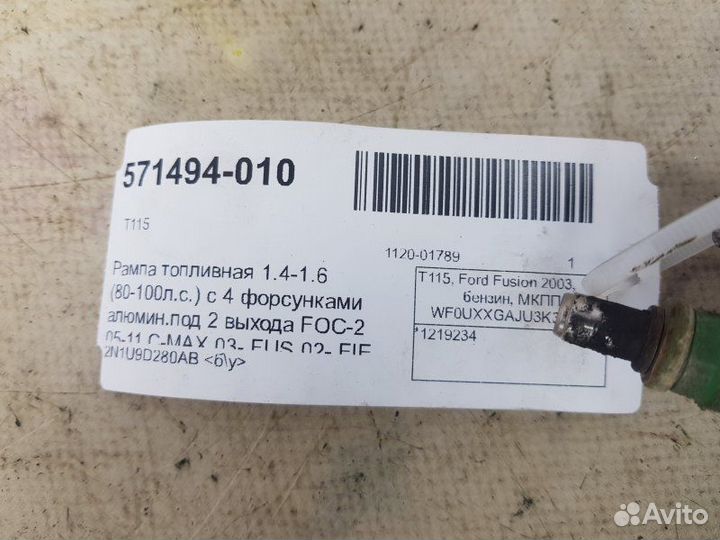 571494-010
T115
1120-01789 1
Рампа топливная 1.4-1.6
(80-100л.с.) с 4 форсунками
алюмин.под 2 выхода FOC-2
05-11 C-MAX 03- FUS 02- FIE
2N1U9D280AB <б\у>
T115, Ford Fusion 2003,
бензин, МКПП
*1219234
Avito